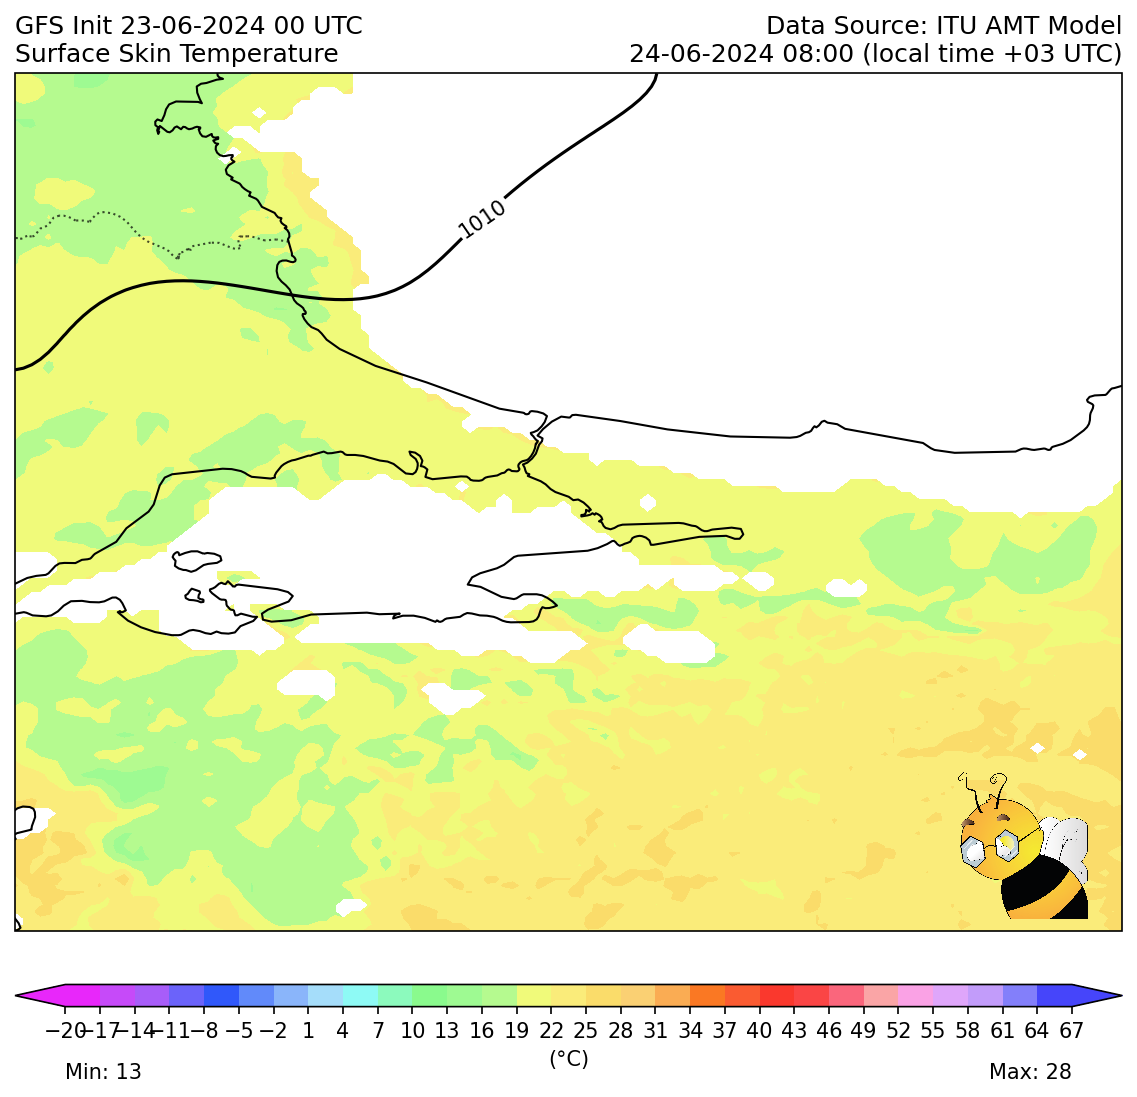 GFS Init 23-06-2024 00 UTC
Data Source: ITU AMT Model
Surface Skin Temperature
24-06-2024 08:00 (local time +03 UTC)
1010
−20 −17 −14 −11 −8 −5 −2 1 4 7 10 13 16 19 22 25 28 31 34 37 40 43 46 49 52 55 58 61 64 67
(°C)
Min: 13
Max: 28